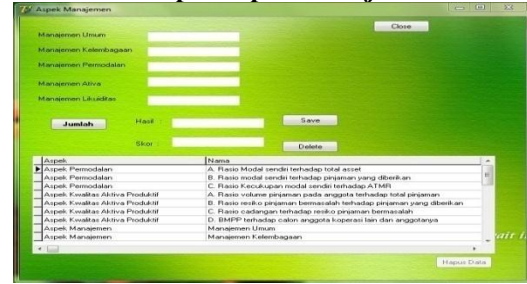 Aspek Manajemen
Close
Manajemen Umum
Manajemen Kelembagaan
Manajemen Permodalan
Manajemen Ativa
Manajemen Likuiditas
Jumlah
Hasil :
Save
Skor :
Delete
Aspek Nama
Aspek Permodalan A. Rasio Modal sendiri terhadap total asset
Aspek Permodalan B. Rasio modal sendiri terhadap pinjaman yang diberikan
Aspek Permodalan C. Rasio Kecukupan modal sendiri terhadap ATMR
Aspek Kwalitas Aktiva Produktif A. Rasio volume pinjaman pada anggota terhadap total pinjaman
Aspek Kwalitas Aktiva Produktif B. Rasio resiko pinjaman bermasalah terhadap pinjaman yang diberikan
Aspek Kwalitas Aktiva Produktif C. Rasio cadangan terhadap resiko pinjaman bermasalah
Aspek Kwalitas Aktiva Produktif D. BMPP terhadap calon anggota koperasi lain dan anggotanya
Aspek Manajemen Manajemen Umum
Aspek Manajemen Manajemen Kelembagaan
Hapus Data